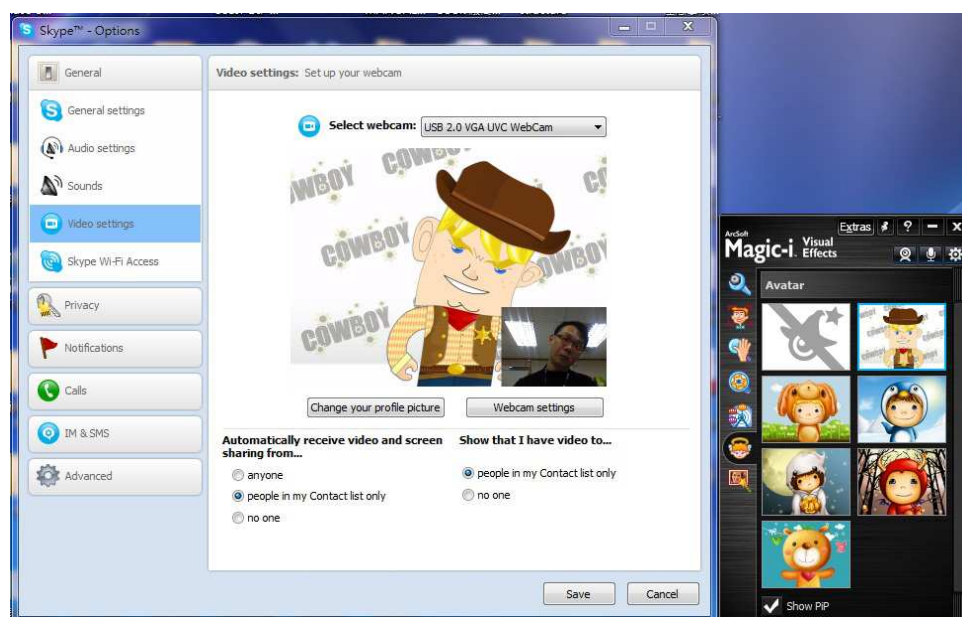 Skype™ - Options
General
General settings
Audio settings
Sounds
Video settings
Skype Wi-Fi Access
Privacy
Notifications
Calls
IM & SMS
Advanced
Video settings: Set up your webcam
Select webcam: USB 2.0 VGA UVC WebCam
COWBOY
COWBOY
COWBOY
COWBOY
Change your profile picture
Webcam settings
Automatically receive video and screen
sharing from...
anyone
people in my Contact list only
no one
Show that I have video to...
people in my Contact list only
no one
Save
Cancel
ArcSoft
Magic-i Visual
Effects
Extras
?
Avatar
Show PiP